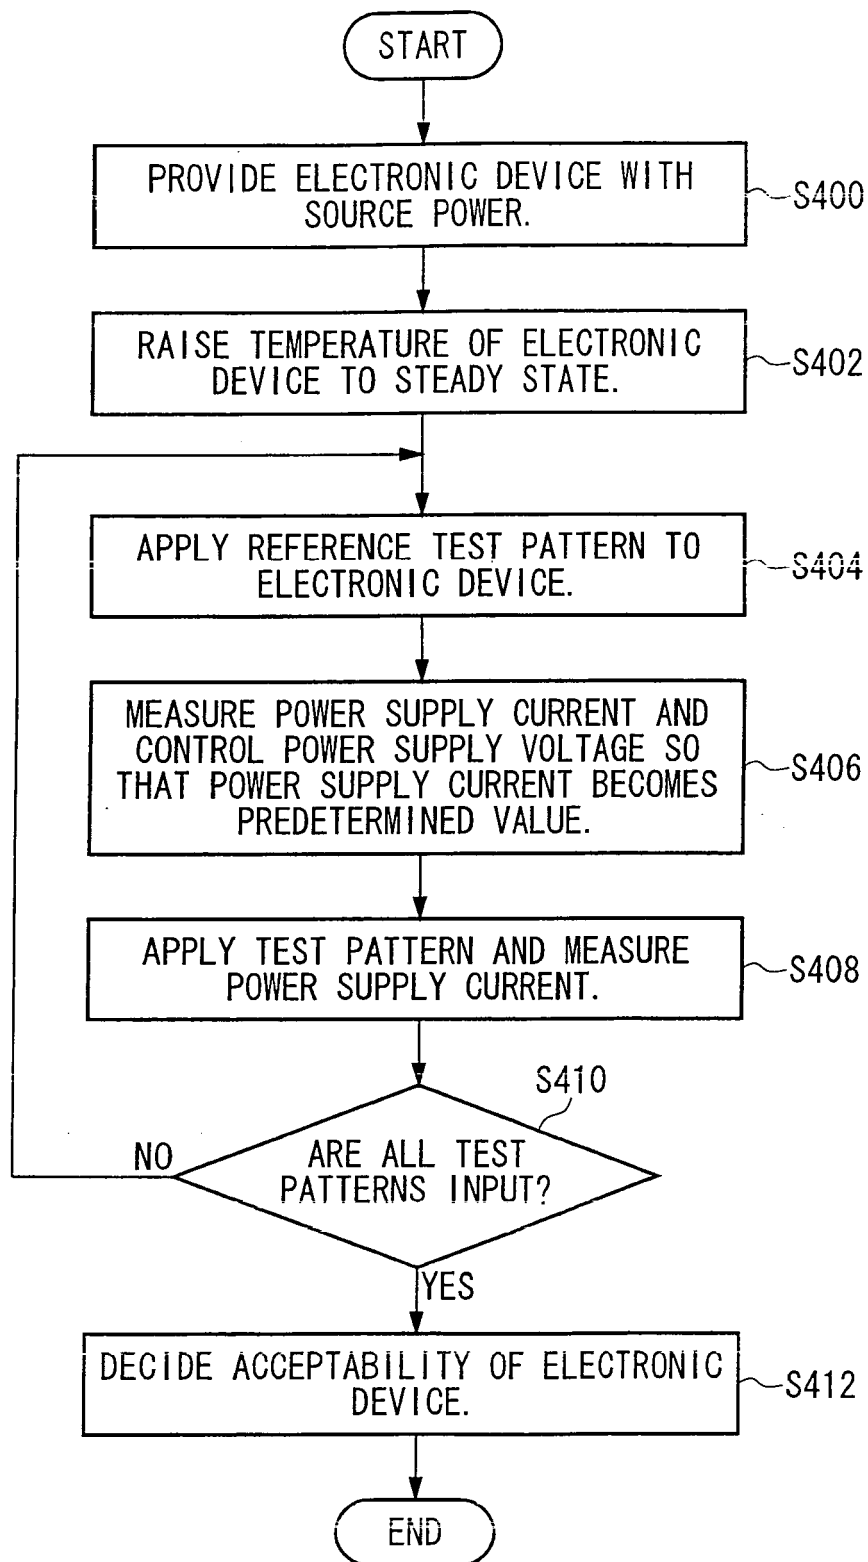 START
PROVIDE ELECTRONIC DEVICE WITH
SOURCE POWER.
S400
RAISE TEMPERATURE OF ELECTRONIC
DEVICE TO STEADY STATE.
S402
APPLY REFERENCE TEST PATTERN TO
ELECTRONIC DEVICE.
S404
MEASURE POWER SUPPLY CURRENT AND
CONTROL POWER SUPPLY VOLTAGE SO
THAT POWER SUPPLY CURRENT BECOMES
PREDETERMINED VALUE.
S406
APPLY TEST PATTERN AND MEASURE
POWER SUPPLY CURRENT.
S408
S410
ARE ALL TEST
PATTERNS INPUT?
NO
YES
DECIDE ACCEPTABILITY OF ELECTRONIC
DEVICE.
S412
END